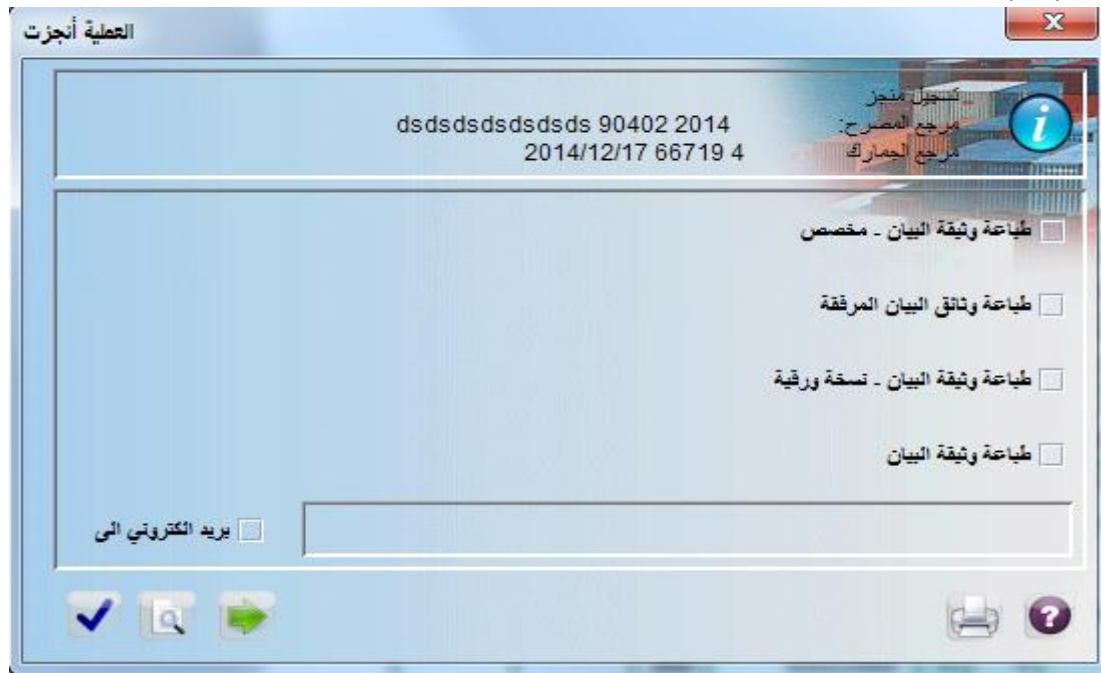 العملية أنجزت
تسجيل منجز
مرجع المصرح: dsdsdsdsdsdsds 90402 2014
مرجع الجمارك 2014/12/17 66719 4
طباعة وثيقة البيان - مخصص
طباعة وثائق البيان المرفقة
طباعة وثيقة البيان - نسخة ورقية
طباعة وثيقة البيان
بريد الكتروني الى